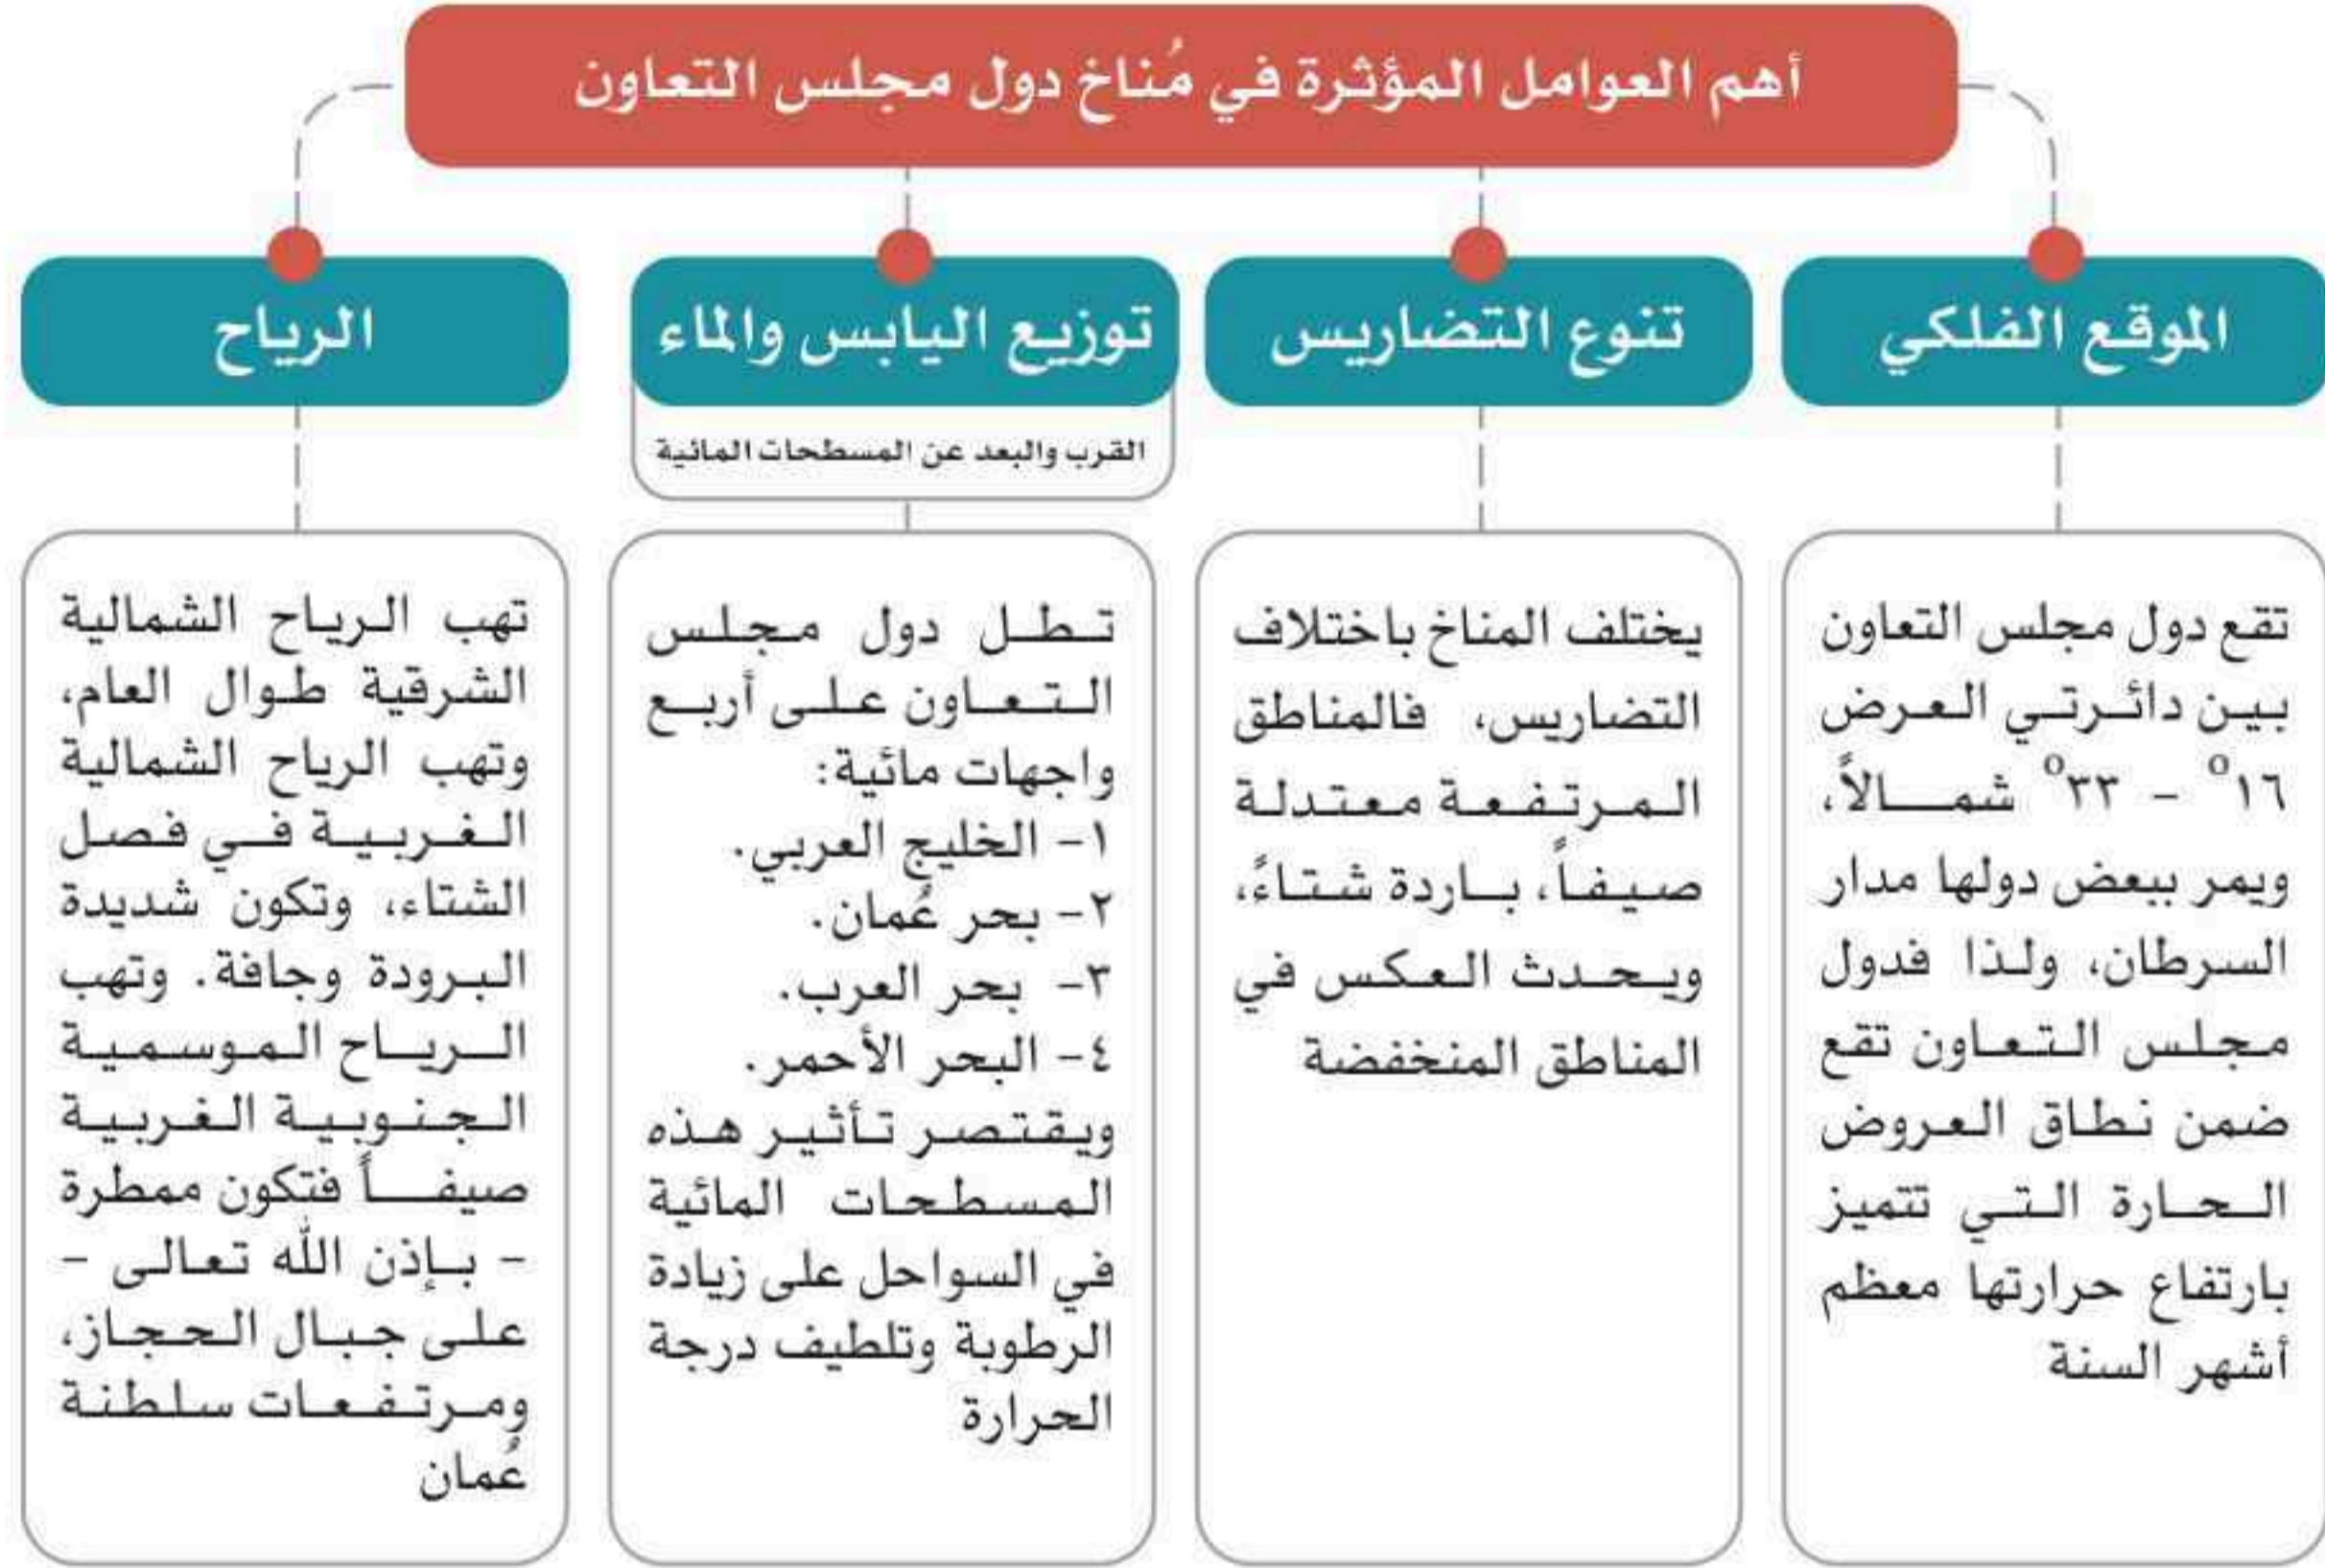 أهم العوامل المؤثرة في مُناخ دول مجلس التعاون
الموقع الفلكي
تقع دول مجلس التعاون
بين دائرتي العرض
١٦° - ٣٣° شمالاً،
ويمر ببعض دولها مدار
السرطان، ولذا فدول
مجلس التعاون تقع
ضمن نطاق العروض
الحارة التي تتميز
بارتفاع حرارتها معظم
أشهر السنة
تنوع التضاريس
يختلف المناخ باختلاف
التضاريس، فالمناطق
المرتفعة معتدلة
صيفاً، باردة شتاءً،
ويحدث العكس في
المناطق المنخفضة
توزيع اليابس والماء
القرب والبعد عن المسطحات المائية
تطل دول مجلس
التعاون على أربع
واجهات مائية:
١- الخليج العربي.
٢- بحر عُمان.
٣- بحر العرب.
٤- البحر الأحمر.
ويقتصر تأثير هذه
المسطحات المائية
في السواحل على زيادة
الرطوبة وتلطيف درجة
الحرارة
الرياح
تهب الرياح الشمالية
الشرقية طوال العام،
وتهب الرياح الشمالية
الغربية في فصل
الشتاء، وتكون شديدة
البرودة وجافة. وتهب
الرياح الموسمية
الجنوبية الغربية
صيفاً فتكون ممطرة
- بإذن الله تعالى -
على جبال الحجاز،
ومرتفعات سلطنة
عُمان